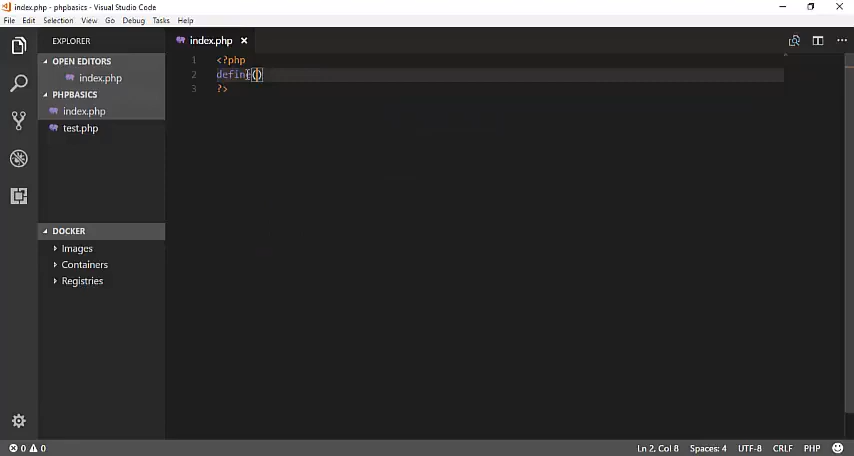 index.php - phpbasics - Visual Studio Code
File Edit Selection View Go Debug Tasks Help
EXPLORER
OPEN EDITORS
index.php
PHPBASICS
index.php
test.php
DOCKER
Images
Containers
Registries
index.php
1 <?php
2 define()
3 ?>
0 0
Ln 2, Col 8 Spaces: 4 UTF-8 CRLF PHP